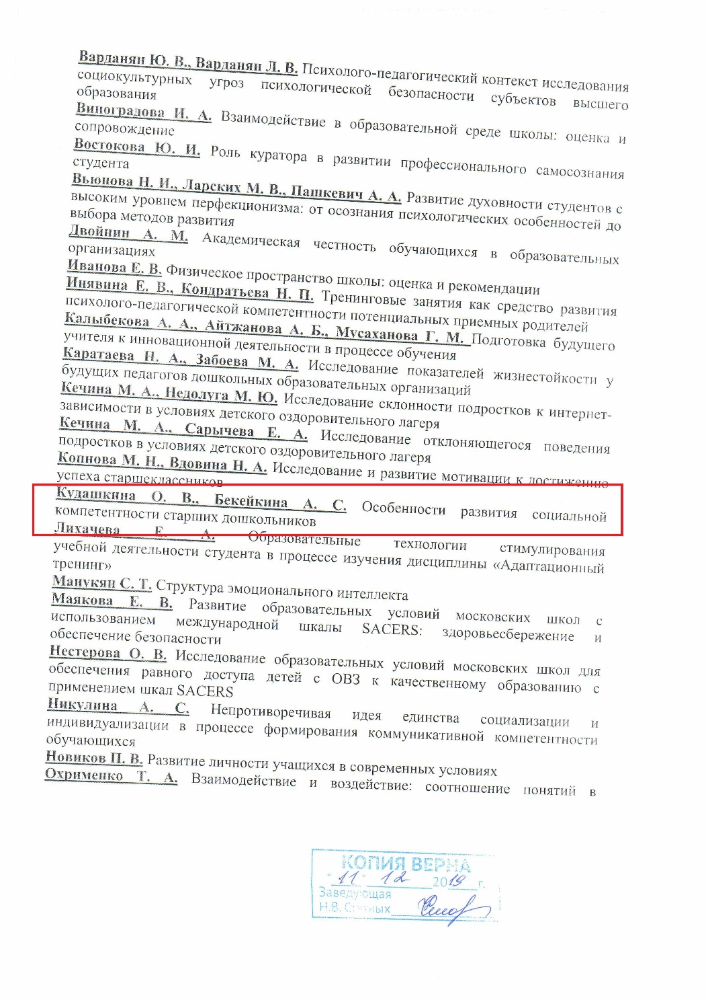 Варданян Ю. В., Варданян Л. В. Психолого-педагогический контекст исследования
социокультурных угроз психологической безопасности субъектов высшего
образования
Виноградова И. А. Взаимодействие в образовательной среде школы: оценка и
сопровождение
Востокова Ю. И. Роль куратора в развитии профессионального самосознания
студента
Вьюнова Н. И., Ларских М. В., Пашкевич А. А. Развитие духовности студентов с
высоким уровнем перфекционизма: от осознания психологических особенностей до
выбора методов развития
Двойнин А. М. Академическая честность обучающихся в образовательных
организациях
Иванова Е. В. Физическое пространство школы: оценка и рекомендации
Инявина Е. В., Кондратьева Н. П. Тренинговые занятия как средство развития
психолого-педагогической компетентности потенциальных приемных родителей
Калыбекова А. А., Айтжанова А. Б., Мусаханова Г. М. Подготовка будущего
учителя к инновационной деятельности в процессе обучения
Каратаева Н. А., Забоева М. А. Исследование показателей жизнестойкости у
будущих педагогов дошкольных образовательных организаций
Кечина М. А., Недолуга М. Ю. Исследование склонности подростков к интернет-
зависимости в условиях детского оздоровительного лагеря
Кечина М. А., Сарычева Е. А. Исследование отклоняющегося поведения
подростков в условиях детского оздоровительного лагеря
Копнова М. Н., Вдовина Н. А. Исследование и развитие мотивации к достижению
успеха старшеклассников
Кудашкина О. В., Бекейкина А. С. Особенности развития социальной
компетентности старших дошкольников
Лихачева Е. А. Образовательные технологии стимулирования
учебной деятельности студента в процессе изучения дисциплины «Адаптационный
тренинг»
Манукян С. Т. Структура эмоционального интеллекта
Маякова Е. В. Развитие образовательных условий московских школ с
использованием международной шкалы SACERS: здоровьесбережение и
обеспечение безопасности
Нестерова О. В. Исследование образовательных условий московских школ для
обеспечения равного доступа детей с ОВЗ к качественному образованию с
применением шкал SACERS
Никулина А. С. Непротиворечивая идея единства социализации и
индивидуализации в процессе формирования коммуникативной компетентности
обучающихся
Новиков П. В. Развитие личности учащихся в современных условиях
Охрименко Т. А. Взаимодействие и воздействие: соотношение понятий в
КОПИЯ ВЕРНА
"11" 12 2019 г.
Заведующая
Н.В.